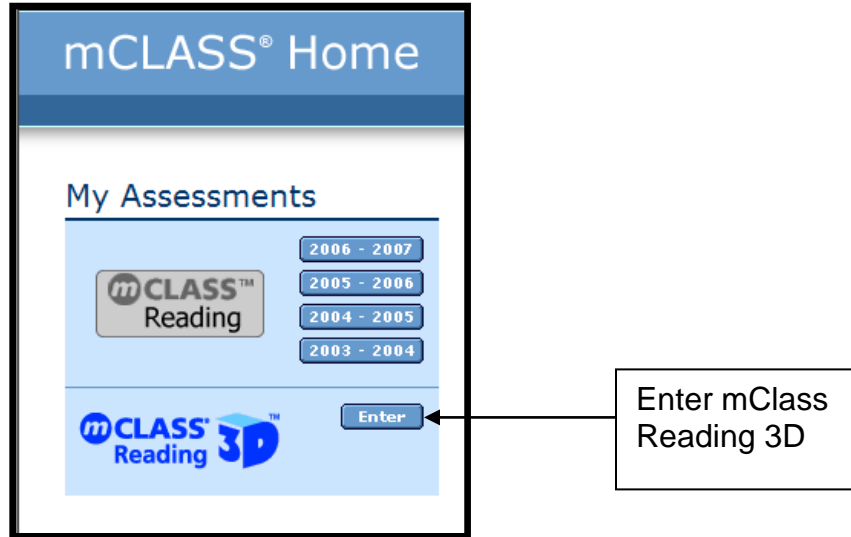 mCLASS® Home
My Assessments
2006 - 2007
mCLASS™
Reading
2005 - 2006
2004 - 2005
2003 - 2004
mCLASS®
Reading 3D™
Enter
Enter mClass
Reading 3D